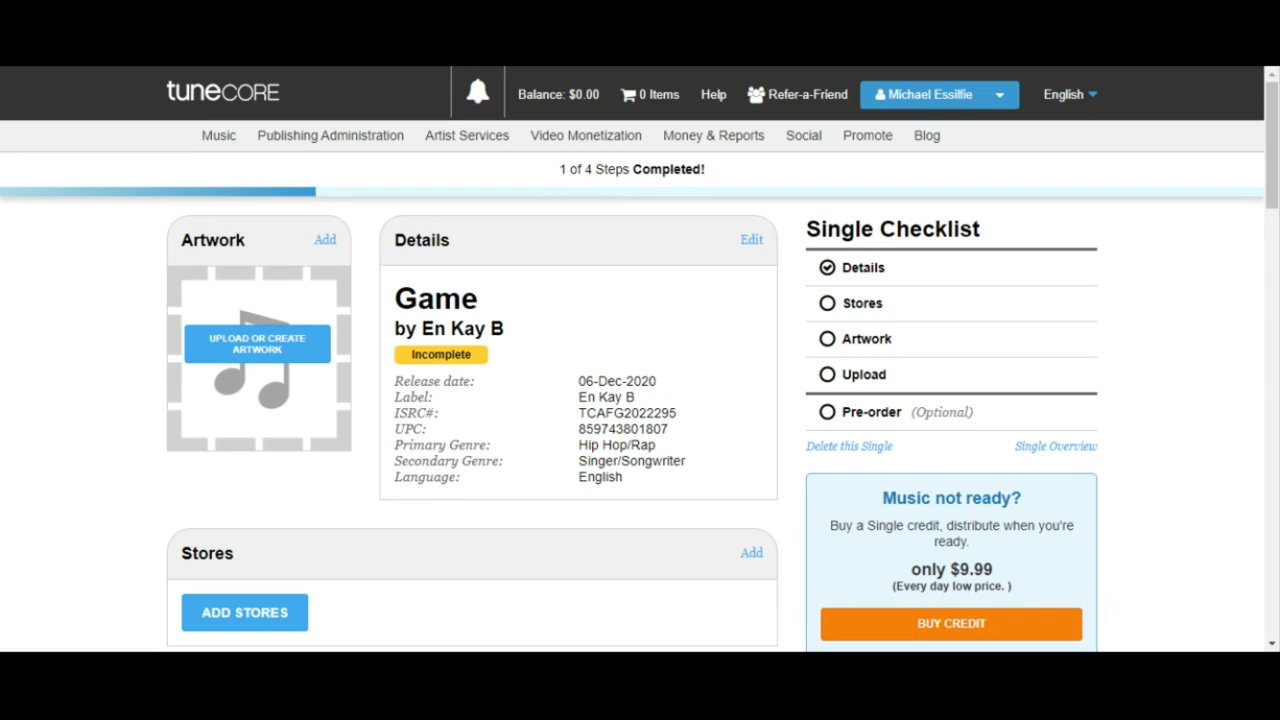 tunecore
Balance: $0.00
0 Items
Help
Refer-a-Friend
Michael Essilfie
English
Music
Publishing Administration
Artist Services
Video Monetization
Money & Reports
Social
Promote
Blog
1 of 4 Steps Completed!
Artwork
Add
UPLOAD OR CREATE
ARTWORK
Details
Edit
Game
by En Kay B
Incomplete
Release date: 06-Dec-2020
Label: En Kay B
ISRC#: TCAFG2022295
UPC: 859743801807
Primary Genre: Hip Hop/Rap
Secondary Genre: Singer/Songwriter
Language: English
Stores
Add
ADD STORES
Single Checklist
Details
Stores
Artwork
Upload
Pre-order (Optional)
Delete this Single
Single Overview
Music not ready?
Buy a Single credit, distribute when you're
ready.
only $9.99
(Every day low price. )
BUY CREDIT